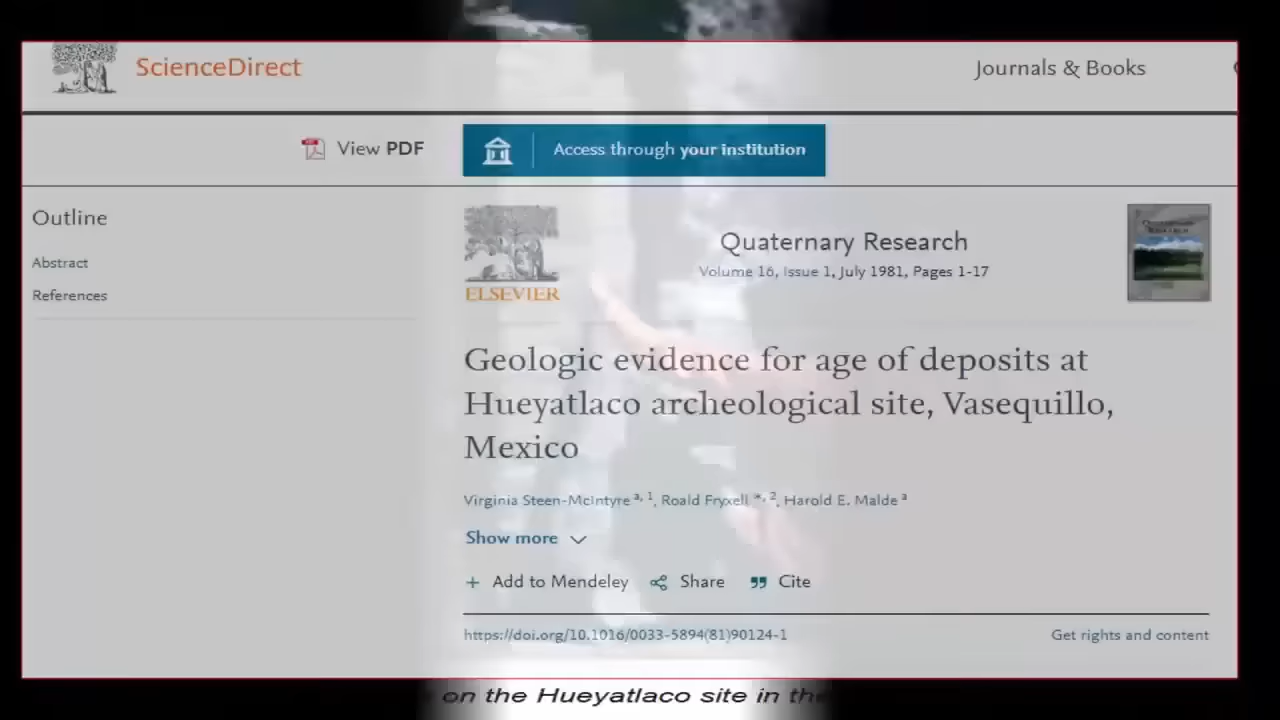 ScienceDirect
Journals & Books
View PDF
Access through your institution
Outline
Abstract
References
ELSEVIER
Quaternary Research
Volume 16, Issue 1, July 1981, Pages 1-17
Geologic evidence for age of deposits at
Hueyatlaco archeological site, Vasequillo,
Mexico
Virginia Steen-McIntyre a, 1, Roald Fryxell *, 2, Harold E. Malde a
Show more
+ Add to Mendeley
Share
Cite
https://doi.org/10.1016/0033-5894(81)90124-1
Get rights and content
on the Hueyatlaco site in the